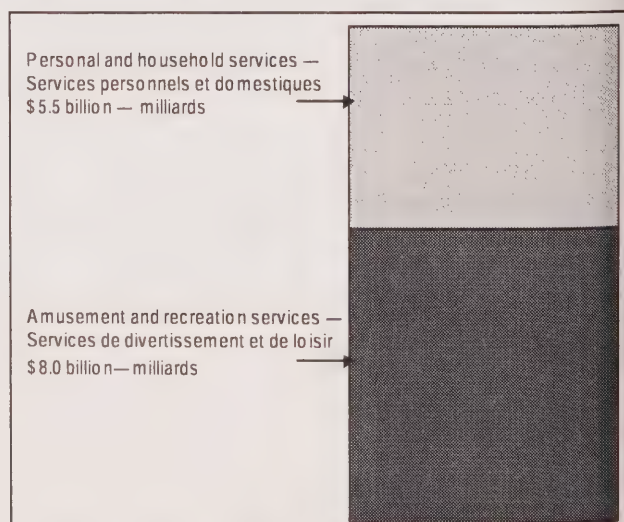 Personal and household services —
Services personnels et domestiques
$5.5 billion — milliards
Amusement and recreation services —
Services de divertissement et de loisir
$8.0 billion — milliards